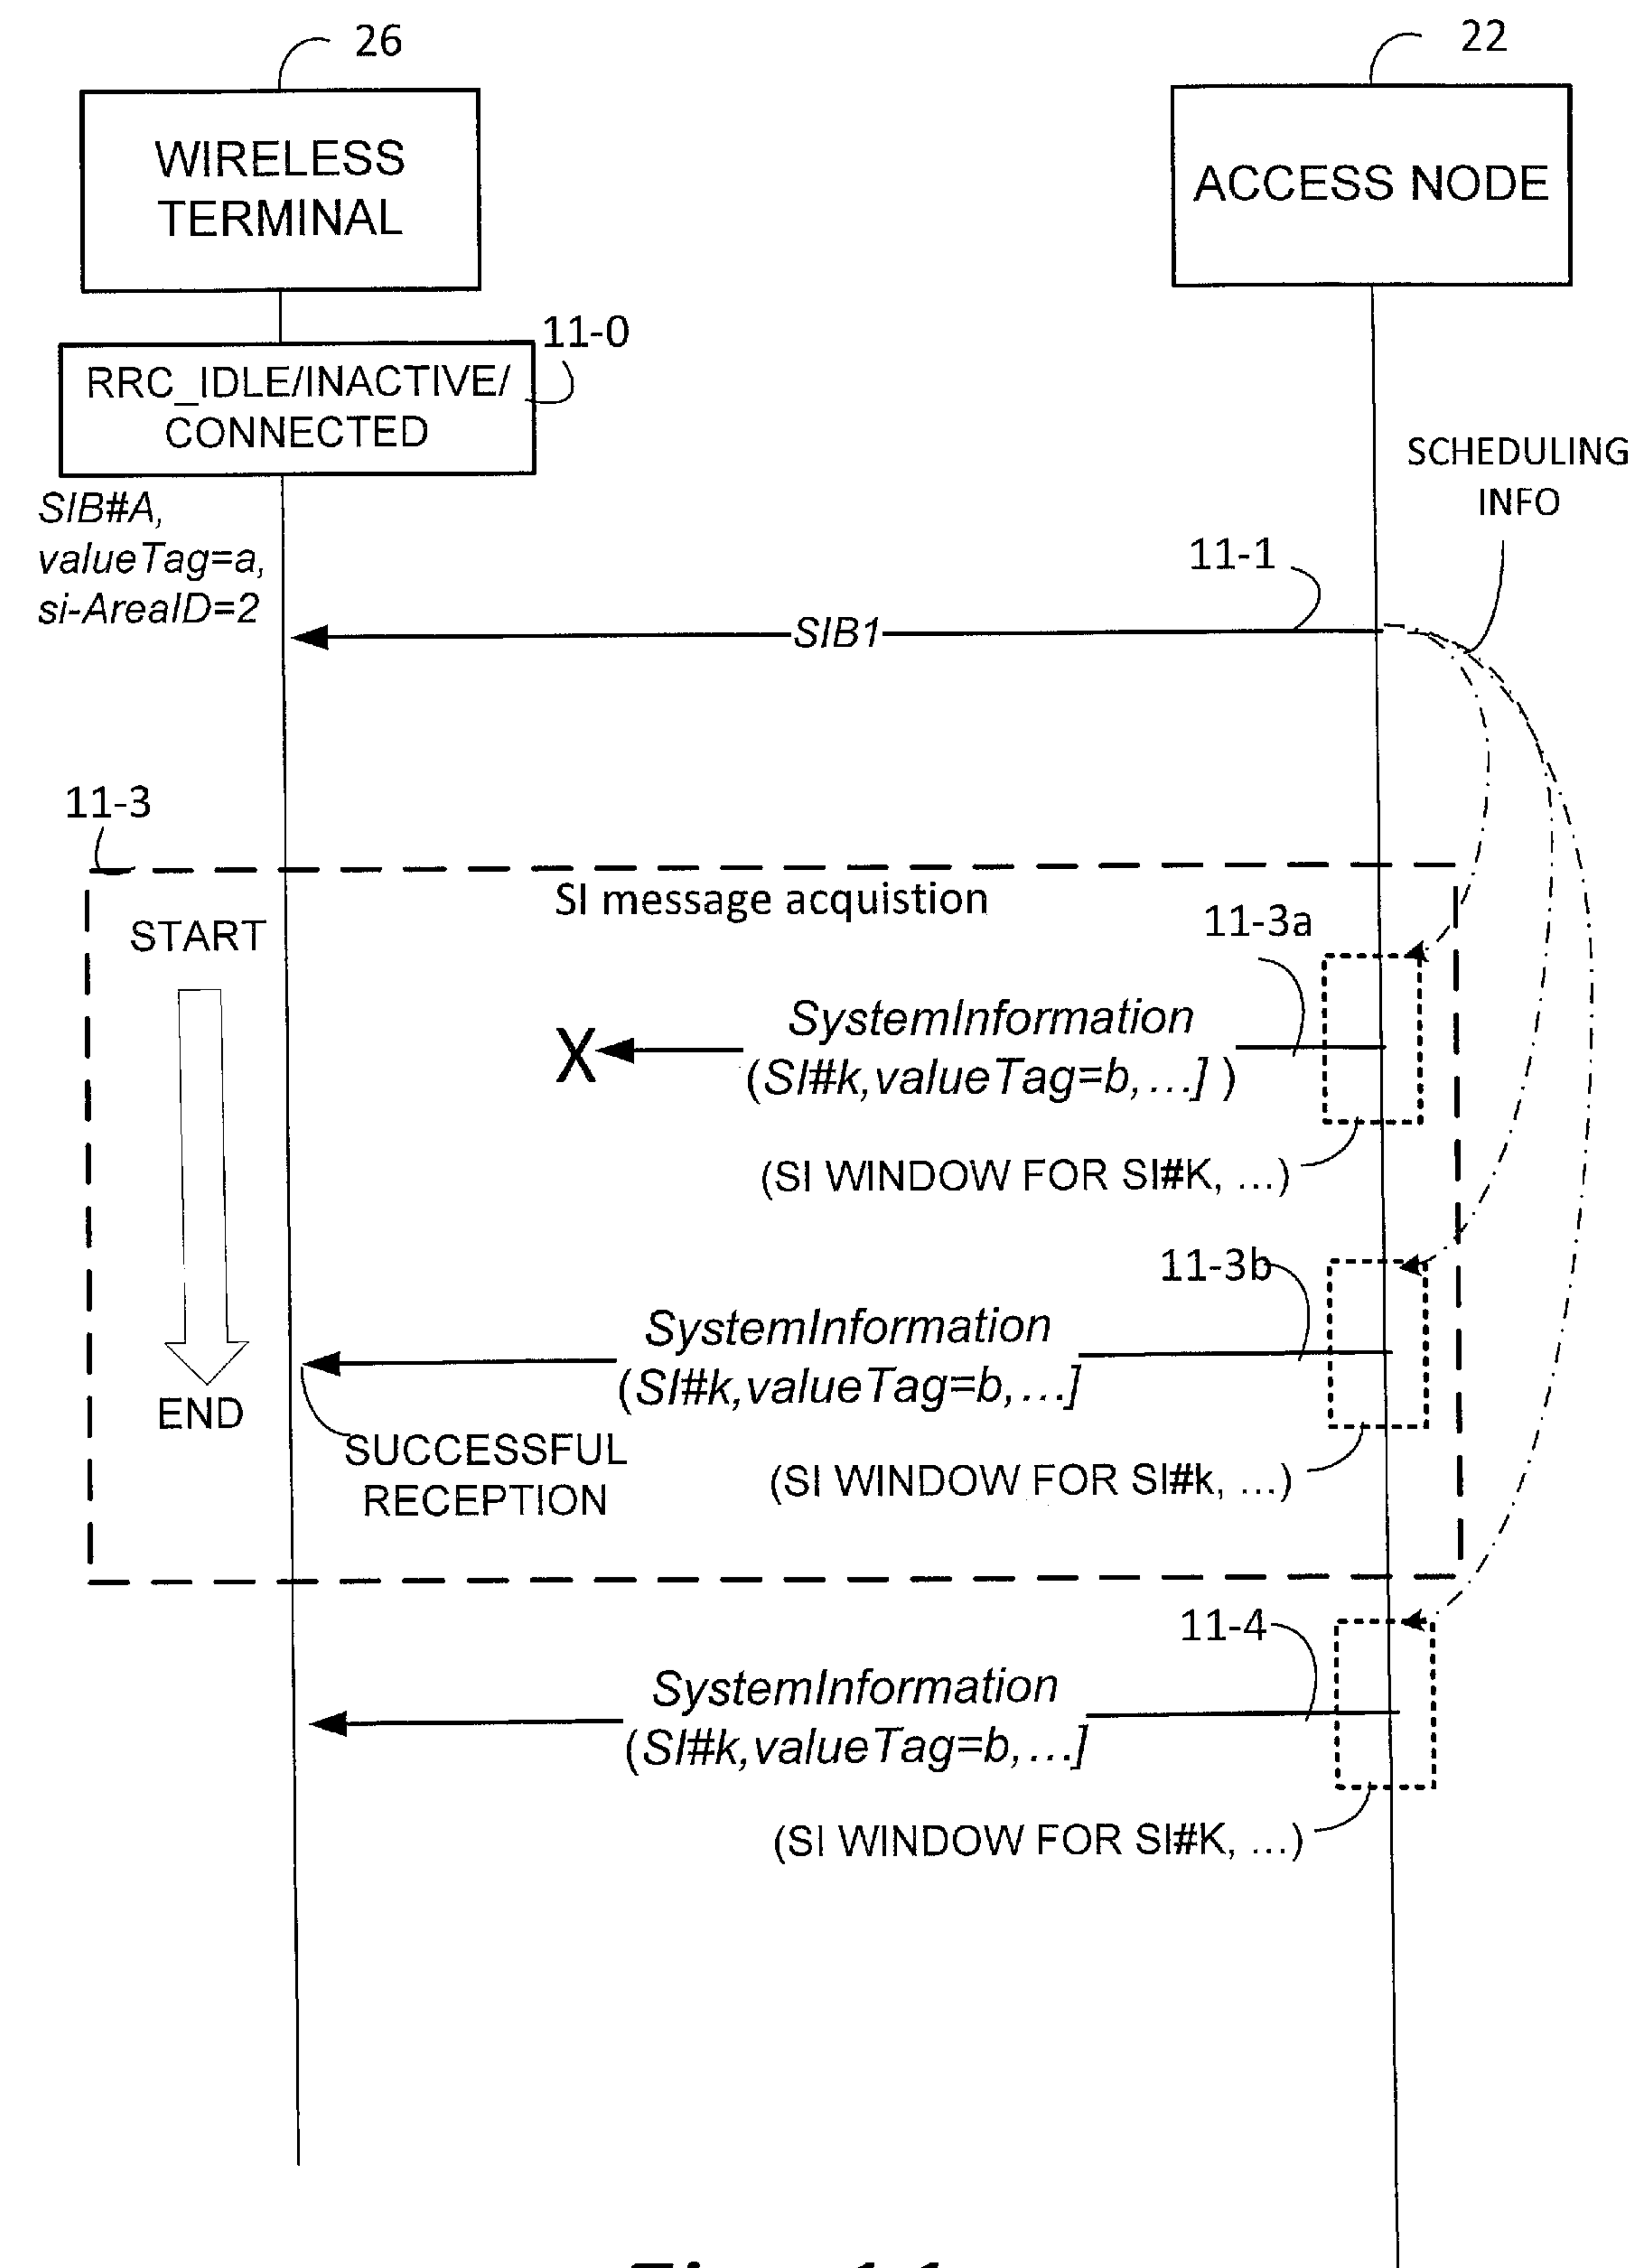 26
22
WIRELESS
TERMINAL
ACCESS NODE
11-0
RRC_IDLE/INACTIVE/
CONNECTED
SCHEDULING
INFO
SIB#A,
valueTag=a,
si-AreaID=2
11-1
SIB1
11-3
SI message acquistion
START
11-3a
SystemInformation
X
(SI#k,valueTag=b,...] )
(SI WINDOW FOR SI#K, ...)
11-3b
SystemInformation
(SI#k,valueTag=b,...]
END
SUCCESSFUL
RECEPTION
(SI WINDOW FOR SI#k, ...)
11-4
SystemInformation
(SI#k,valueTag=b,...]
(SI WINDOW FOR SI#K, ...)